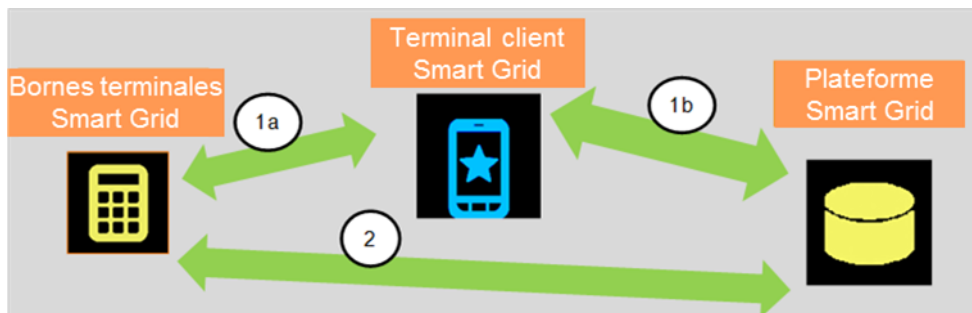 Terminal client
Smart Grid
Bornes terminales
Smart Grid
Plateforme
Smart Grid
1a
1b
2